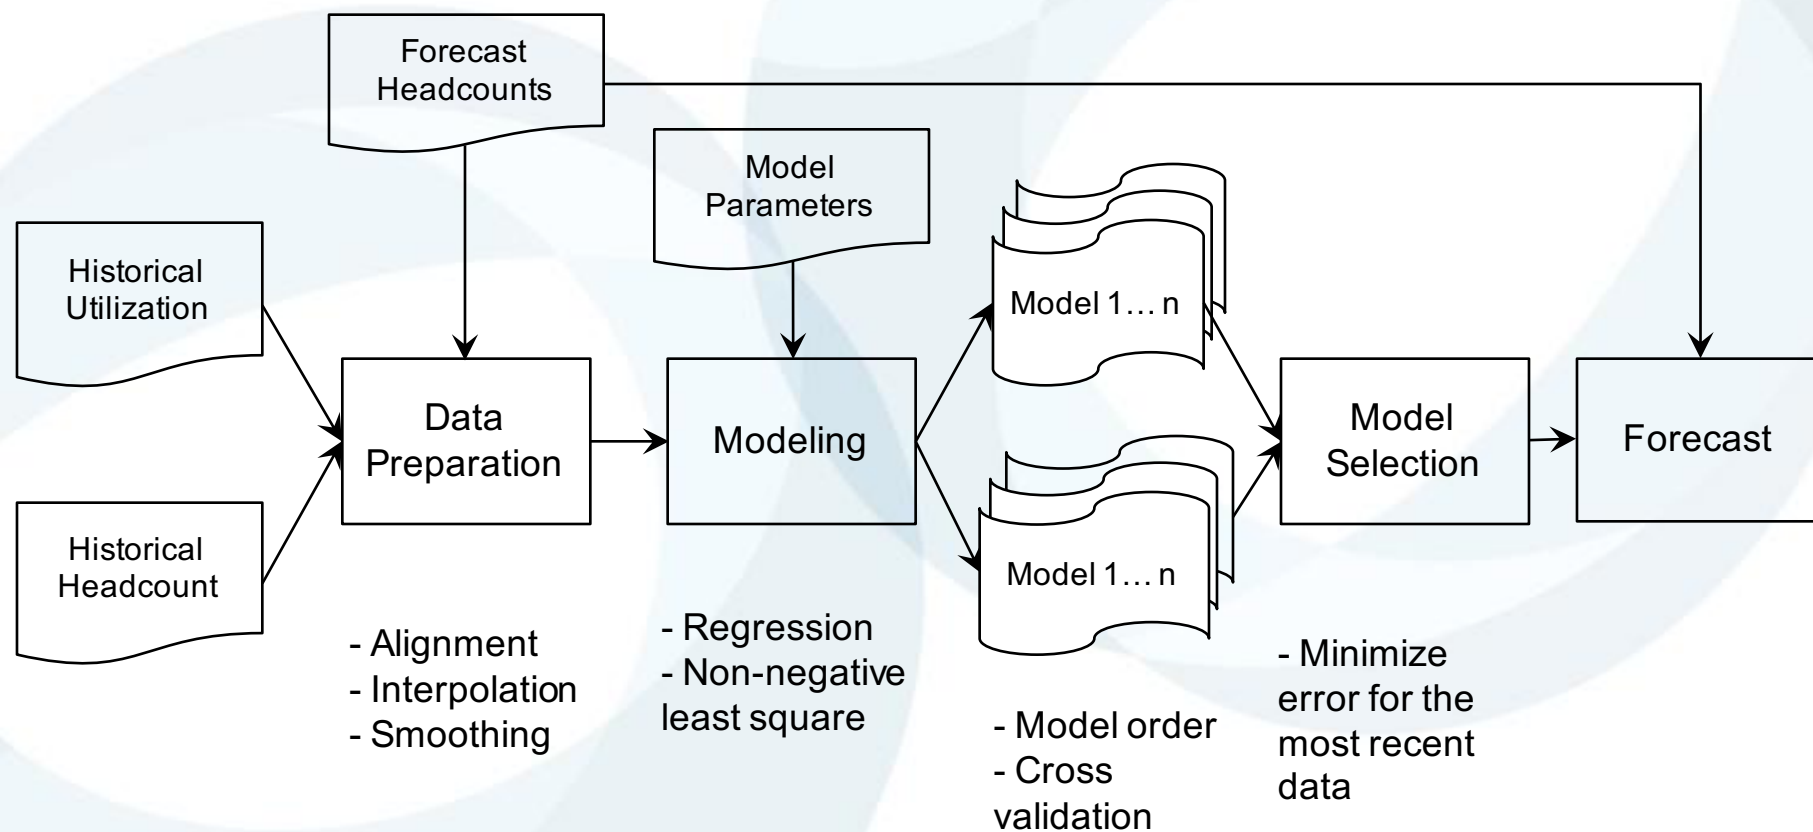 Forecast
Headcounts
Model
Parameters
Historical
Utilization
Model 1... n
Data
Preparation
Modeling
Model
Selection
Forecast
Historical
Headcount
Model 1... n
- Alignment
- Interpolation
- Smoothing
- Regression
- Non-negative
least square
- Model order
- Cross
validation
- Minimize
error for the
most recent
data